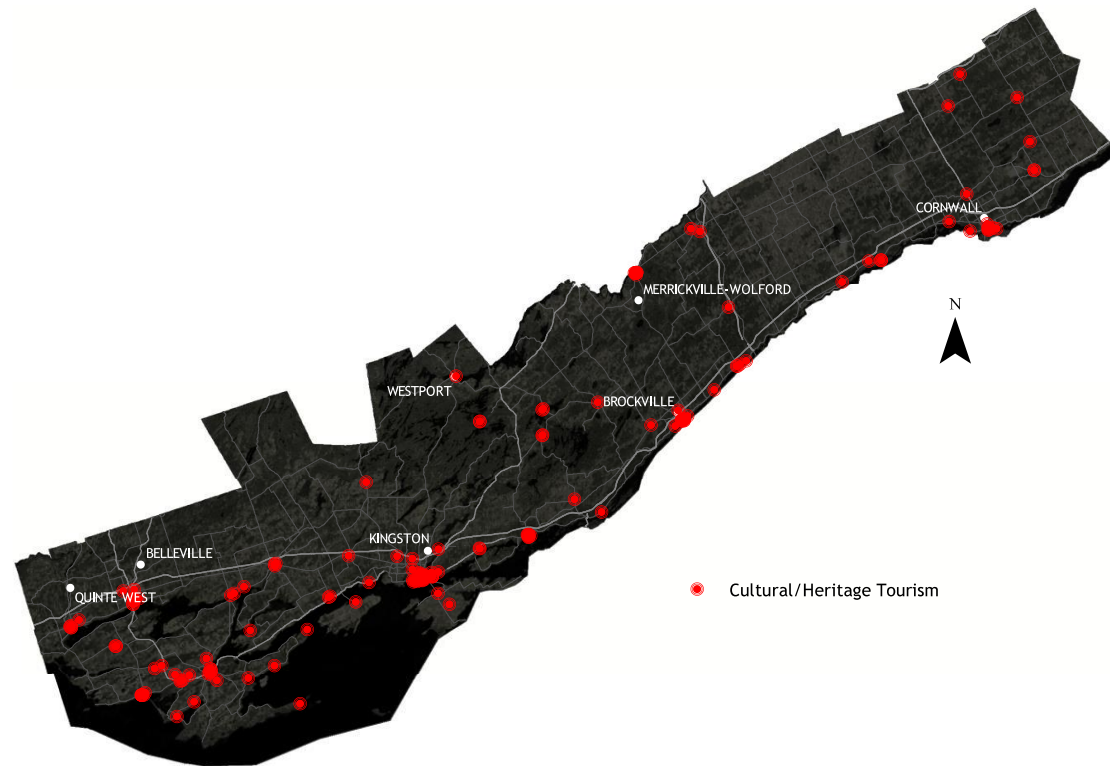 CORNWALL
MERRICKVILLE-WOLFORD
N
WESTPORT
BROCKVILLE
KINGSTON
BELLEVILLE
QUINTE WEST
Cultural/Heritage Tourism